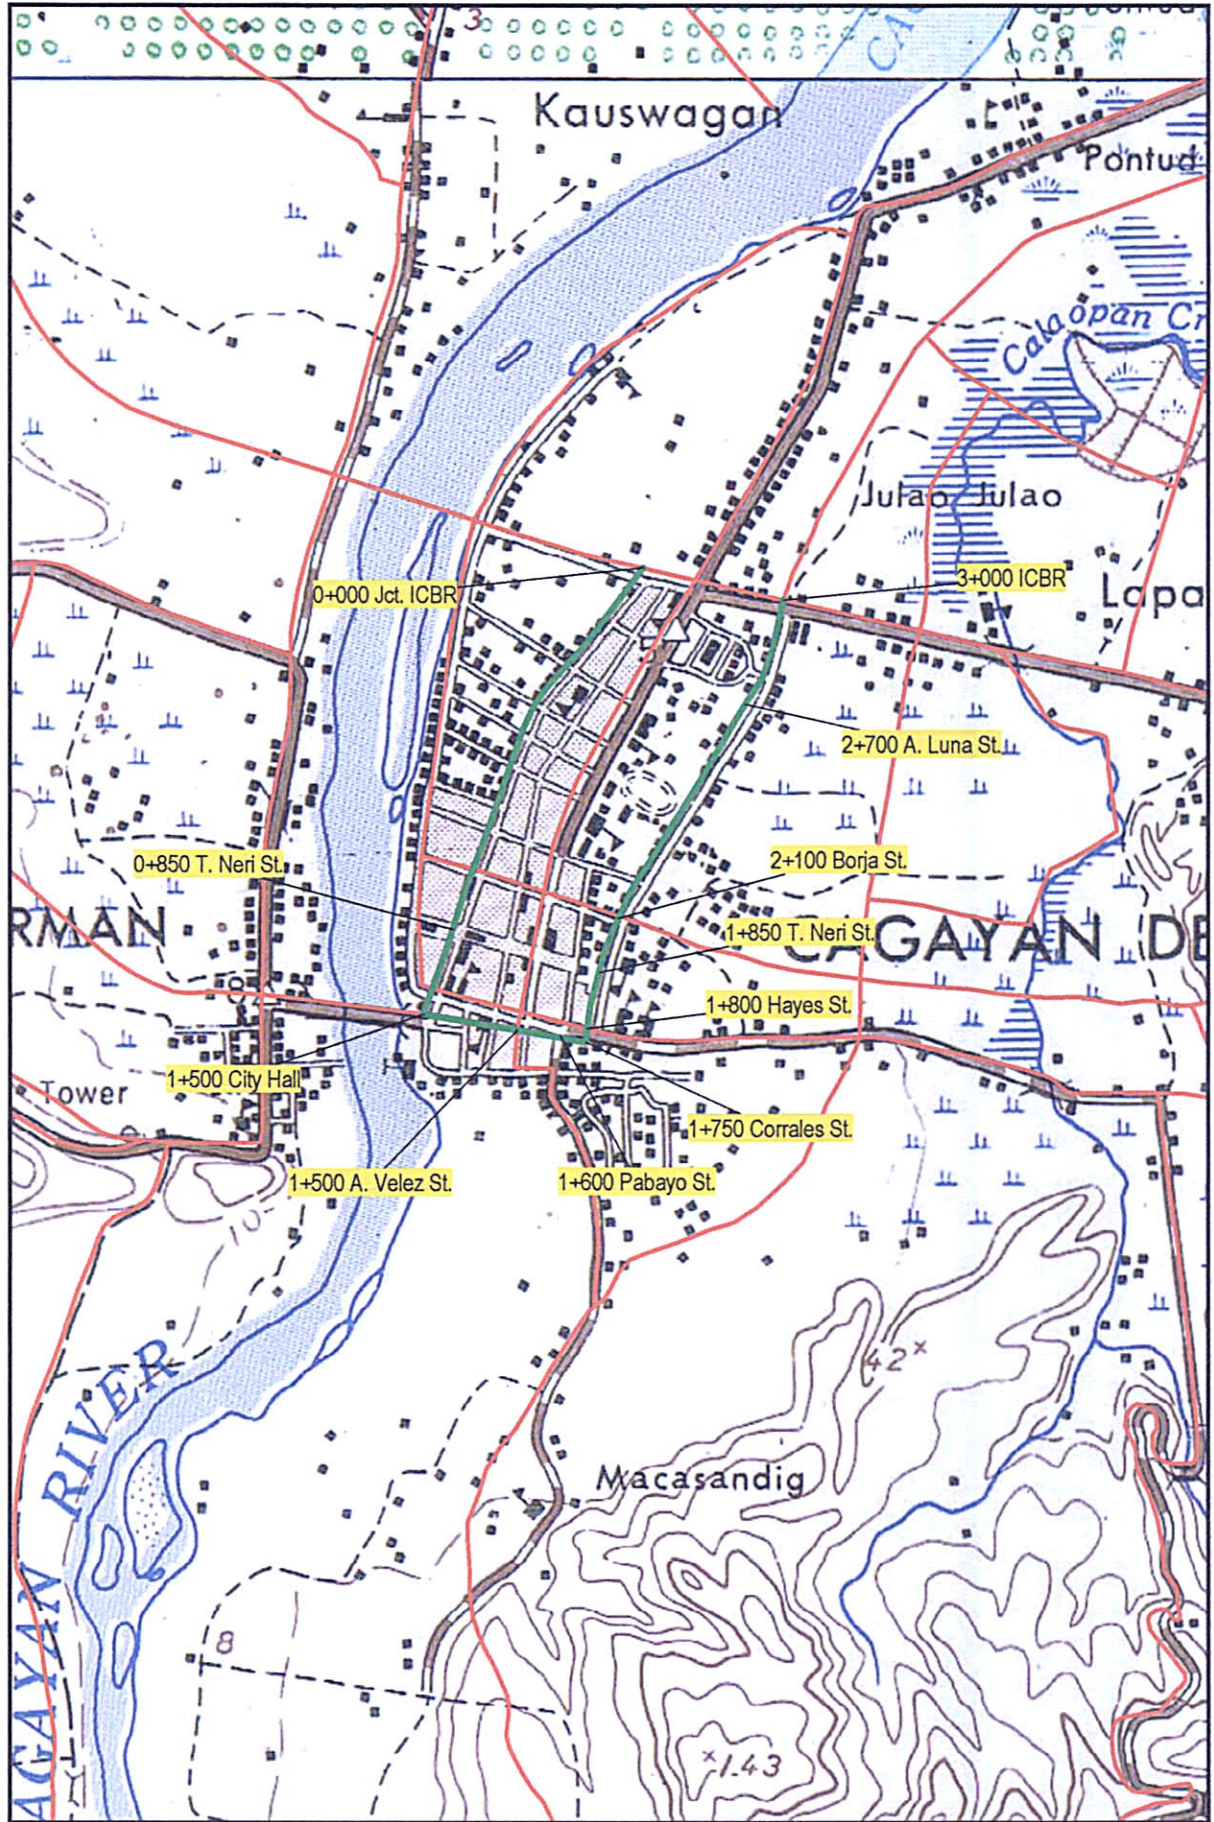 3
Kauswagan
Pontud
Calaopan Cr
Julao Julao
0+000 Jct. ICBR
3+000 ICBR
Lapa
2+700 A. Luna St.
0+850 T. Neri St.
2+100 Borja St.
RMAN
1+850 T. Neri St.
CAGAYAN DE
1+800 Hayes St.
1+500 City Hall
Tower
1+750 Corrales St.
1+500 A. Velez St.
1+600 Pabayo St.
10
42
RIVER
Macasandig
AGAYAN
8
143